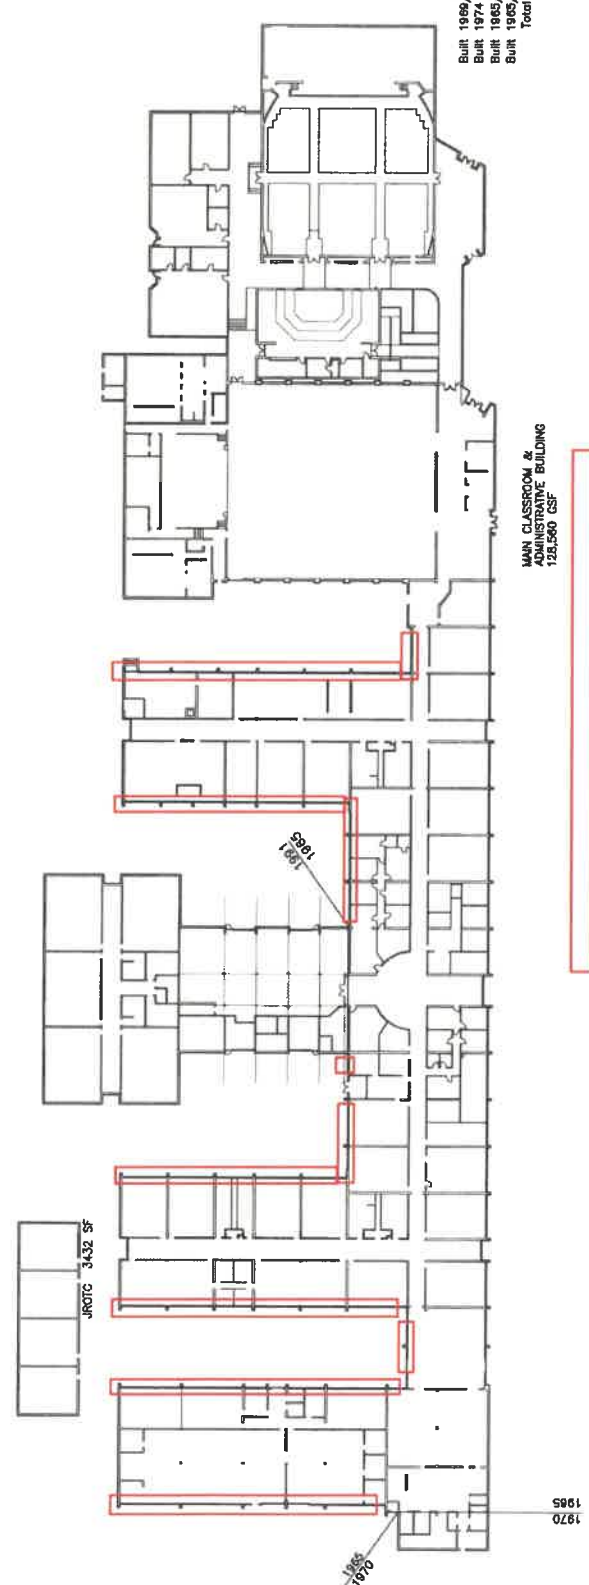 Built 1969,
Built 1974
Built 1965,
Built 1965,
Total
MAIN CLASSROOM &
ADMINISTRATIVE BUILDING
128,560 GSF
1991
1965
JROTC 3432 SF
1965
1970
1965
1970